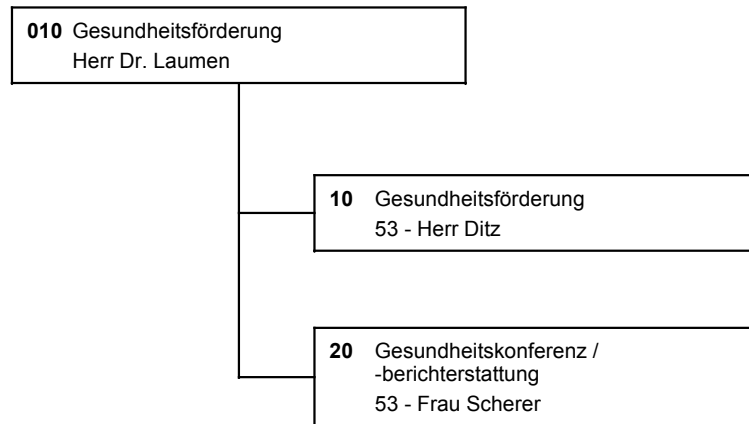 010 Gesundheitsförderung
Herr Dr. Laumen
10 Gesundheitsförderung
53 - Herr Ditz
20 Gesundheitskonferenz /
-berichterstattung
53 - Frau Scherer